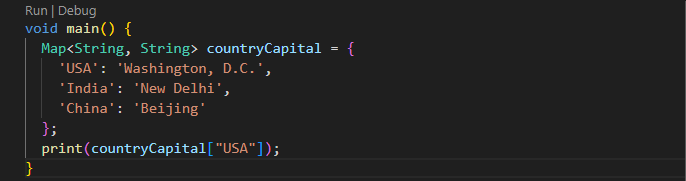 Run | Debug
void main() {
  Map<String, String> countryCapital = {
    'USA': 'Washington, D.C.',
    'India': 'New Delhi',
    'China': 'Beijing'
  };
  print(countryCapital["USA"]);
}